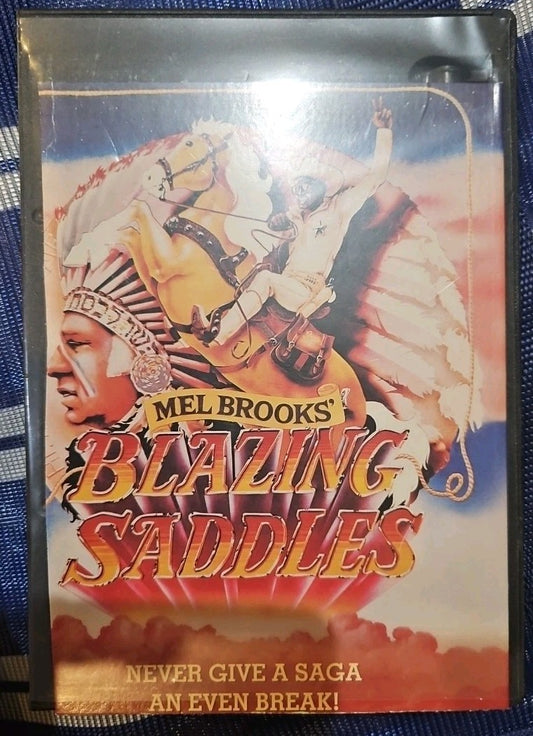 MEL BROOKS'
BLAZING
SADDLES
NEVER GIVE A SAGA
AN EVEN BREAK!